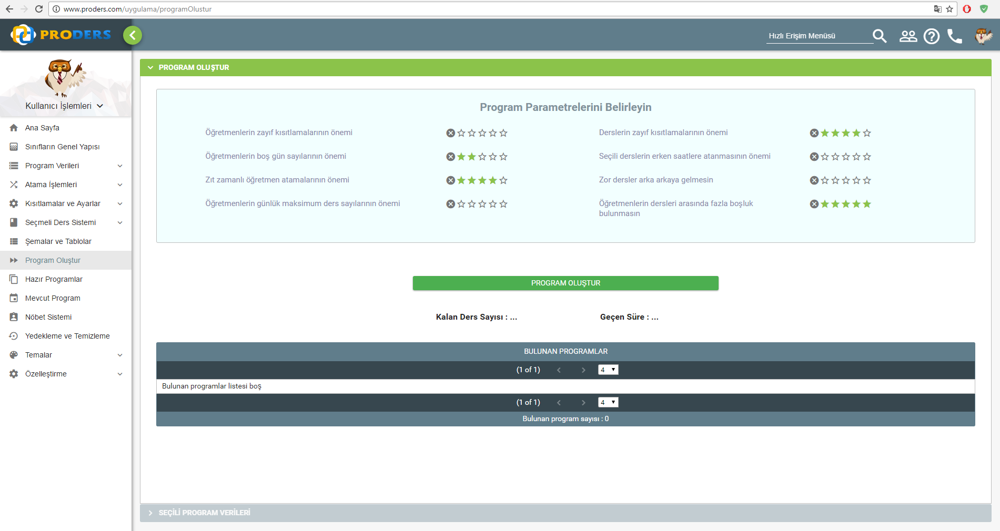 www.proders.com/uygulama/programOlustur
PRODERS
Hızlı Erişim Menüsü
Kullanıcı İşlemleri
Ana Sayfa
Sınıfların Genel Yapısı
Program Verileri
Atama İşlemleri
Kısıtlamalar ve Ayarlar
Seçmeli Ders Sistemi
Şemalar ve Tablolar
Program Oluştur
Hazır Programlar
Mevcut Program
Nöbet Sistemi
Yedekleme ve Temizleme
Temalar
Özelleştirme
PROGRAM OLUŞTUR
Program Parametrelerini Belirleyin
Öğretmenlerin zayıf kısıtlamalarının önemi
Derslerin zayıf kısıtlamalarının önemi
Öğretmenlerin boş gün sayılarının önemi
Seçili derslerin erken saatlere atanmasının önemi
Zıt zamanlı öğretmen atamalarının önemi
Zor dersler arka arkaya gelmesin
Öğretmenlerin günlük maksimum ders sayılarının önemi
Öğretmenlerin dersleri arasında fazla boşluk
bulunmasın
PROGRAM OLUŞTUR
Kalan Ders Sayısı : ...
Geçen Süre : ...
BULUNAN PROGRAMLAR
(1 of 1) 4
Bulunan programlar listesi boş
(1 of 1) 4
Bulunan program sayısı : 0
SEÇİLİ PROGRAM VERİLERİ